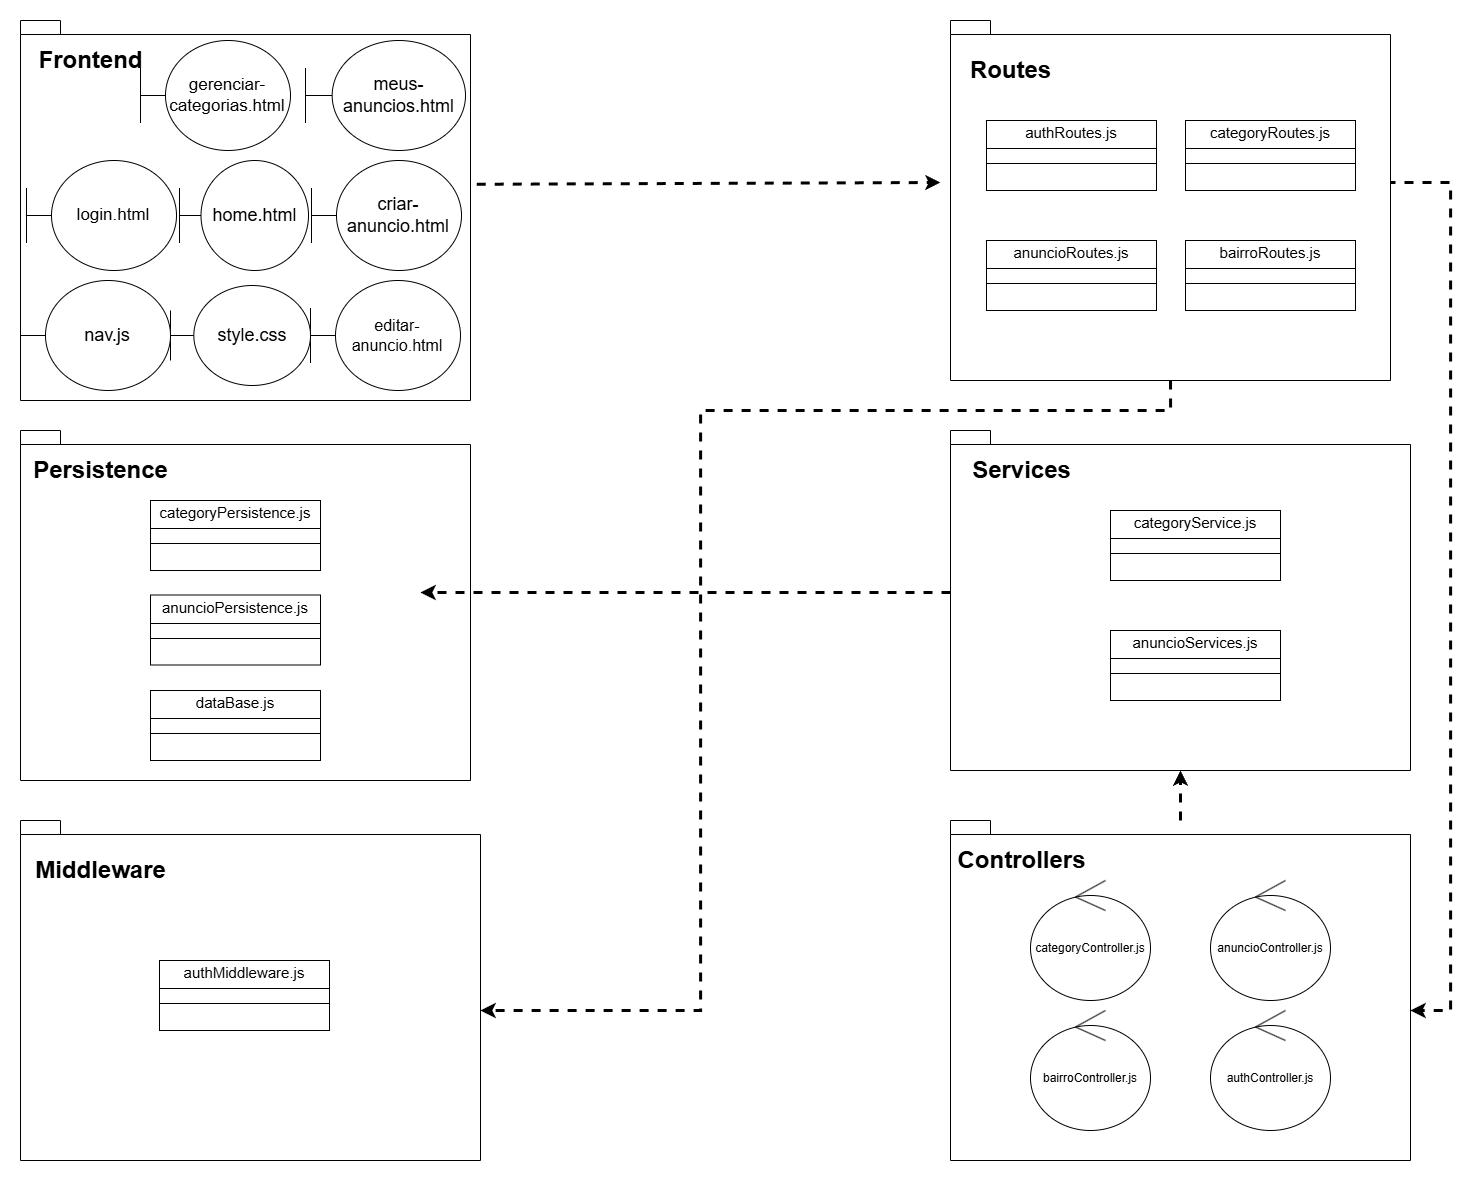 Frontend
gerenciar-
categorias.html
meus-
anuncios.html
login.html
home.html
criar-
anuncio.html
nav.js
style.css
editar-
anuncio.html
Routes
authRoutes.js
categoryRoutes.js
anuncioRoutes.js
bairroRoutes.js
Persistence
categoryPersistence.js
anuncioPersistence.js
dataBase.js
Services
categoryService.js
anuncioServices.js
Middleware
authMiddleware.js
Controllers
categoryController.js
anuncioController.js
bairroController.js
authController.js